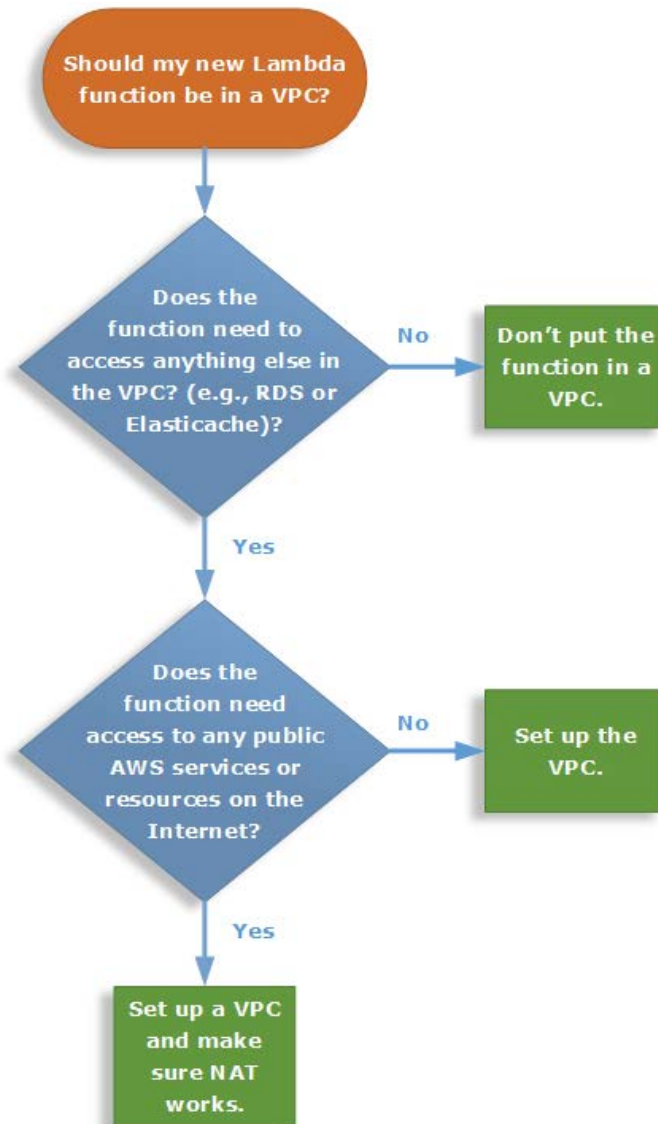 Should my new Lambda
function be in a VPC?
Does the
function need to
access anything else in
the VPC? (e.g., RDS or
Elasticache)?
No
Don’t put the
function in a
VPC.
Yes
Does the
function need
access to any public
AWS services or
resources on the
Internet?
No
Set up the
VPC.
Yes
Set up a VPC
and make
sure NAT
works.